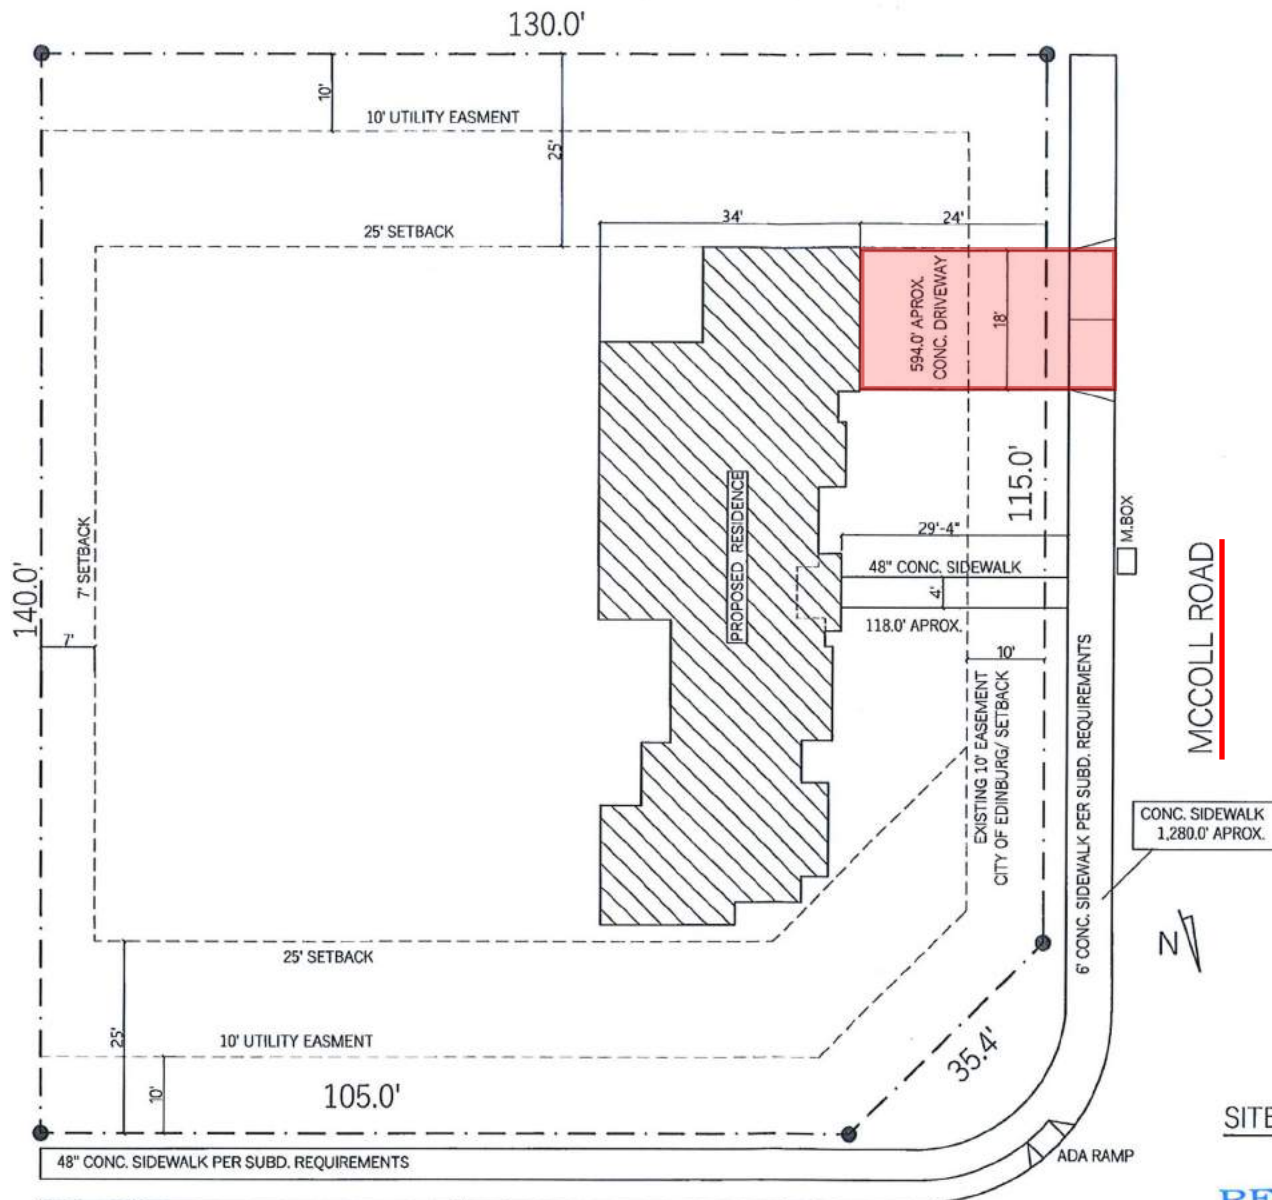 130.0'
10'
10' UTILITY EASMENT
25'
34'
24'
25' SETBACK
594.0' APROX.
CONC. DRIVEWAY
18'
115.0'
29'-4"
M.BOX
48" CONC. SIDEWALK
4'
118.0' APROX.
PROPOSED RESIDENCE
7' SETBACK
140.0'
7'
10'
MCCOLL ROAD
EXISTING 10' EASEMENT
CITY OF EDINBURG/ SETBACK
6' CONC. SIDEWALK PER SUBD. REQUIREMENTS
CONC. SIDEWALK
1,280.0' APROX.
N
25' SETBACK
25'
10' UTILITY EASMENT
10'
105.0'
35.4'
SITE
48" CONC. SIDEWALK PER SUBD. REQUIREMENTS
ADA RAMP